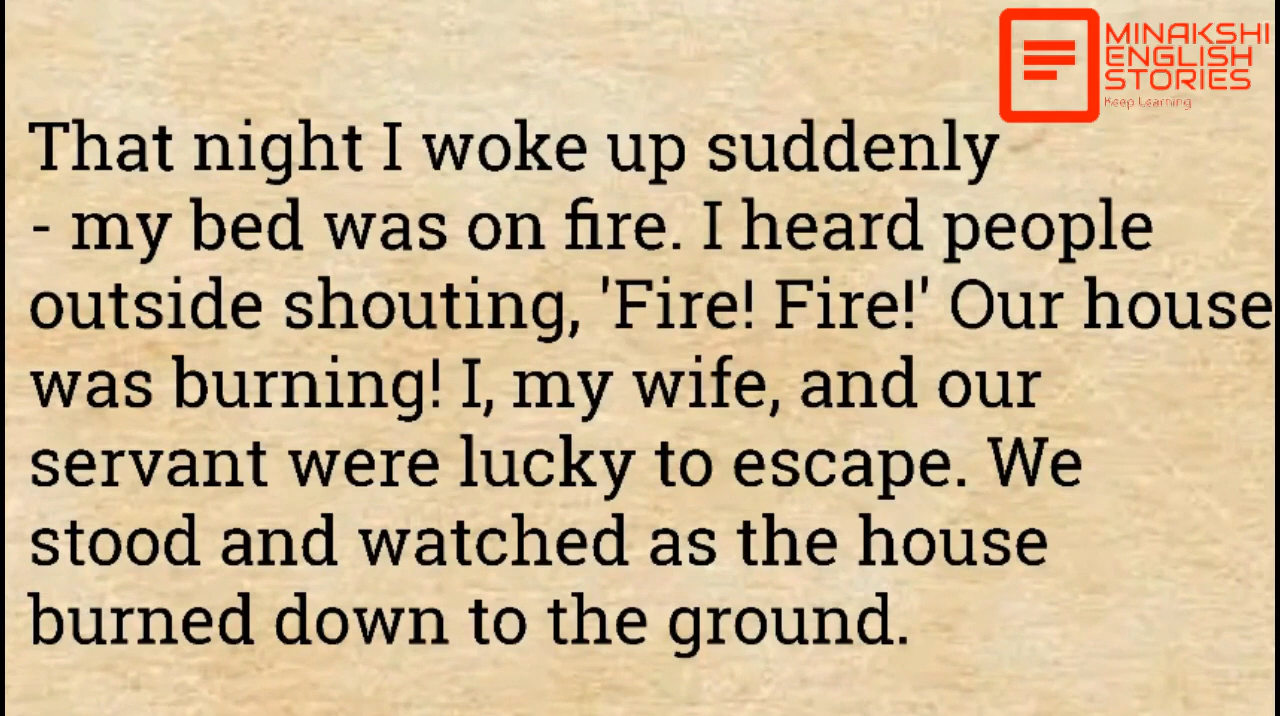 MINAKSHI
ENGLISH
STORIES
Keep Learning
That night I woke up suddenly
- my bed was on fire. I heard people
outside shouting, 'Fire! Fire!' Our house
was burning! I, my wife, and our
servant were lucky to escape. We
stood and watched as the house
burned down to the ground.